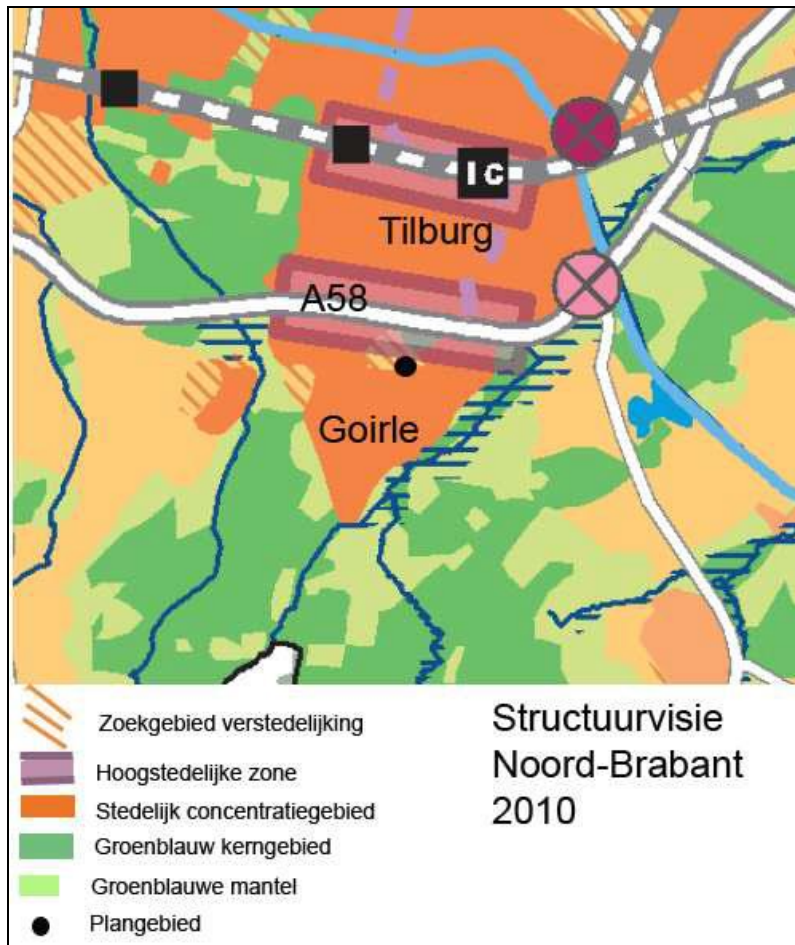 IC
Tilburg
A58
Goirle
Zoekgebied verstedelijking
Hoogstedelijke zone
Stedelijk concentratiegebied
Groenblauw kerngebied
Groenblauwe mantel
Plangebied
Structuurvisie
Noord-Brabant
2010